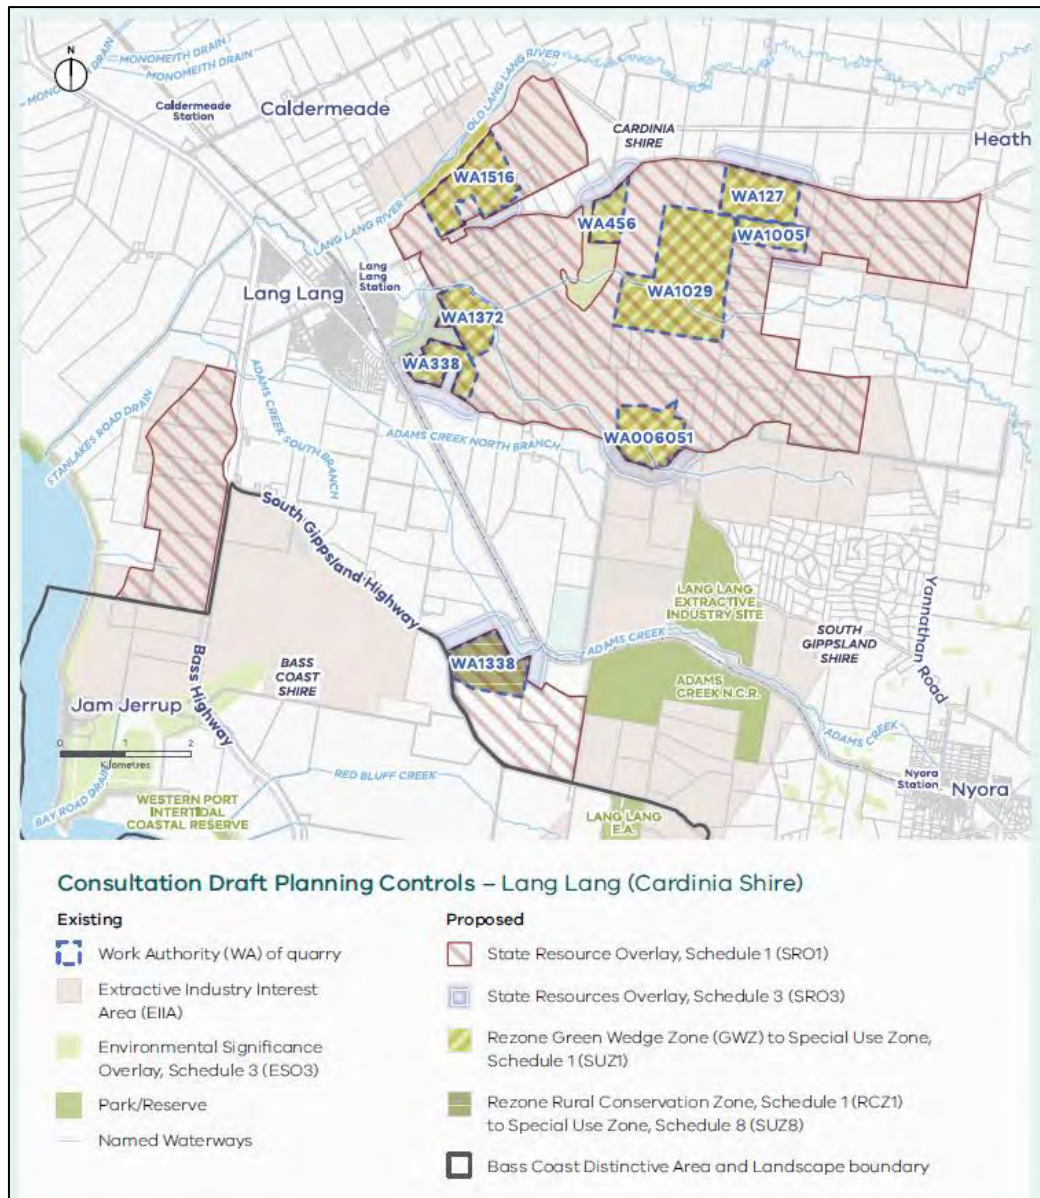 N
MONOMEITH DRAIN
MONOMEITH DRAIN
Caldermeade
Station
Caldermeade
OLD LANG LANG RIVER
CARDINIA
SHIRE
Heath
WA1516
WA127
WA456
WA1005
LANG LANG RIVER
Lang
Lang
Station
Lang Lang
WA1029
WA1372
WA338
STANLAKES ROAD DRAIN
ADAMS CREEK SOUTH BRANCH
ADAMS CREEK NORTH BRANCH
WA006051
South Gippsland Highway
LANG LANG
EXTRACTIVE
INDUSTRY SITE
Yannathan Road
SOUTH
GIPPSLAND
SHIRE
ADAMS CREEK
BASS
COAST
SHIRE
Bass Highway
WA1338
ADAMS
CREEK N.C.R.
Jam Jerrup
ADAMS CREEK
0 1 2
Kilometres
RED BLUFF CREEK
Nyora
Station
Nyora
BAY ROAD DRAIN
WESTERN PORT
INTERTIDAL
COASTAL RESERVE
LANG LANG
E.A.
Consultation Draft Planning Controls – Lang Lang (Cardinia Shire)
Existing
Work Authority (WA) of quarry
Extractive Industry Interest
Area (EIIA)
Environmental Significance
Overlay, Schedule 3 (ESO3)
Park/Reserve
Named Waterways
Proposed
State Resource Overlay, Schedule 1 (SRO1)
State Resources Overlay, Schedule 3 (SRO3)
Rezone Green Wedge Zone (GWZ) to Special Use Zone,
Schedule 1 (SUZ1)
Rezone Rural Conservation Zone, Schedule 1 (RCZ1)
to Special Use Zone, Schedule 8 (SUZ8)
Bass Coast Distinctive Area and Landscape boundary